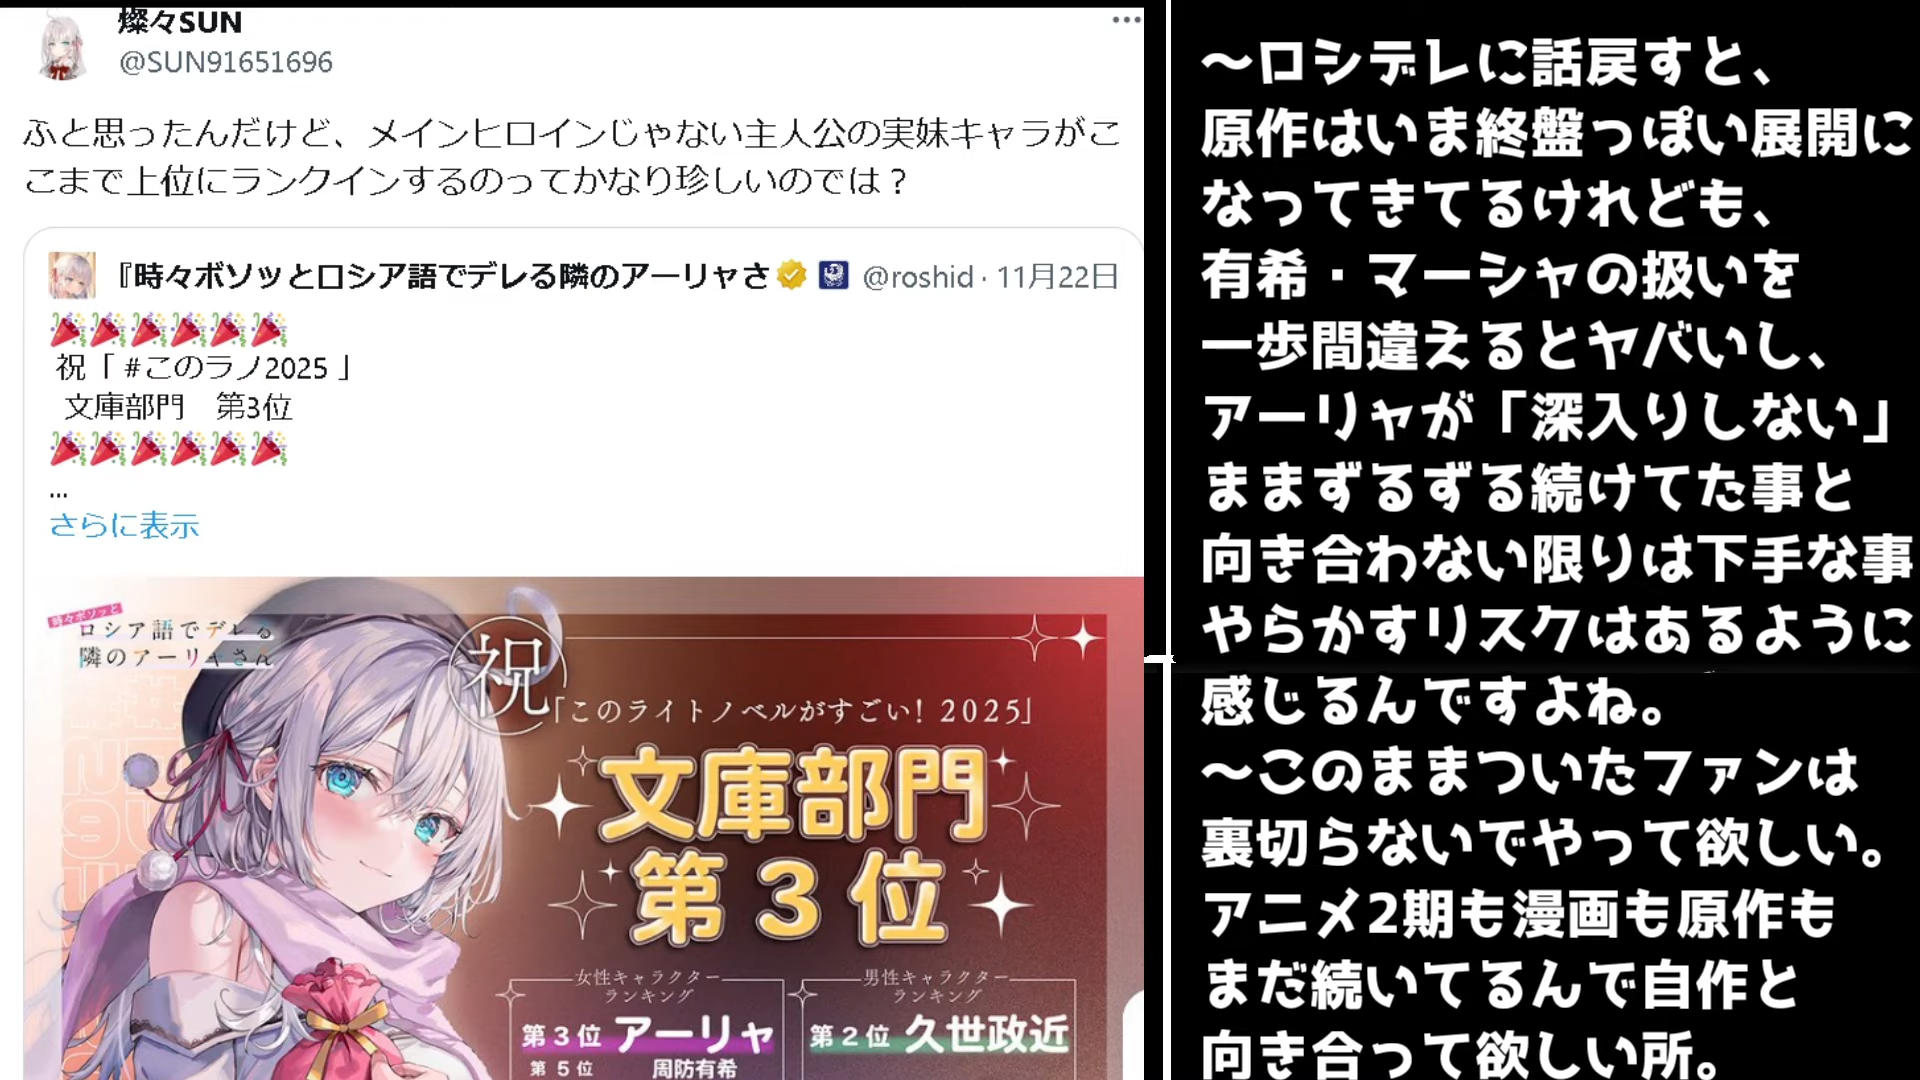 燦々SUN
@SUN91651696
ふと思ったんだけど、メインヒロインじゃない主人公の実妹キャラがこ
こまで上位にランクインするのってかなり珍しいのでは？
『時々ボソッとロシア語でデレる隣のアーリャさ @roshid · 11月22日
祝「 #このラノ2025 」
文庫部門　第3位
...
さらに表示
時々ボソッと
ロシア語でデレる
隣のアーリャさん
祝
「このライトノベルがすごい! 2025」
文庫部門
第3位
女性キャラクター
ランキング
第3位 アーリャ
第5位 周防有希
男性キャラクター
ランキング
第2位 久世政近
～ロシデレに話戻すと、
原作はいま終盤っぽい展開に
なってきてるけれども、
有希・マーシャの扱いを
一歩間違えるとヤバいし、
アーリャが「深入りしない」
ままずるずる続けてた事と
向き合わない限りは下手な事
やらかすリスクはあるように
感じるんですよね。
～このままついたファンは
裏切らないでやって欲しい。
アニメ2期も漫画も原作も
まだ続いてるんで自作と
向き合って欲しい所。